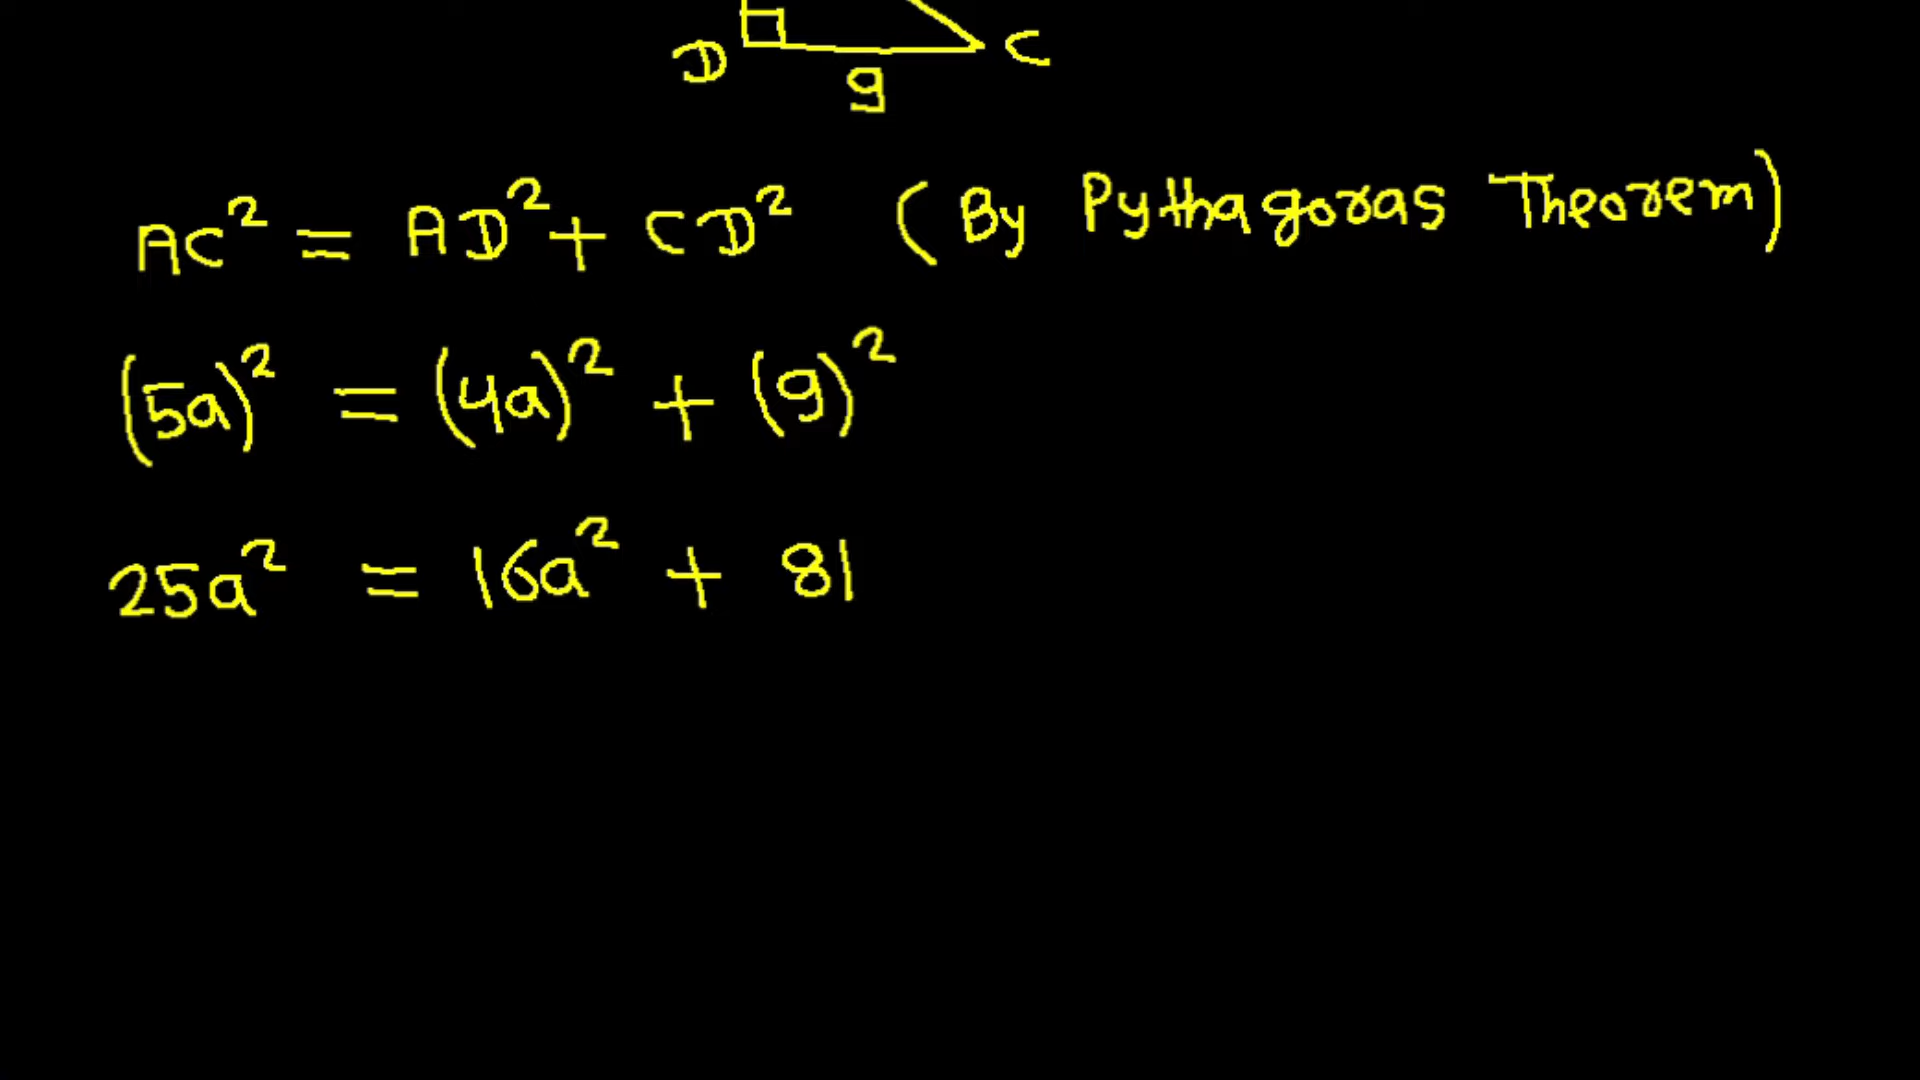 D C
9
AC² = AD² + CD² (By Pythagoras Theorem)
(5a)² = (4a)² + (9)²
25a² = 16a² + 81